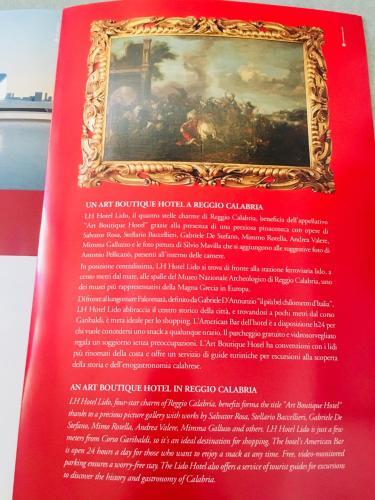 UN ART BOUTIQUE HOTEL A REGGIO CALABRIA
LH Hotel Lido, il quattro stelle charme di Reggio Calabria, beneficia dell'appellativo
"Art Boutique Hotel" grazie alla presenza di una preziosa pinacoteca con opere di
Salvator Rosa, Stellario Baccellieri, Gabriele De Stefano, Mimmo Rotella, Andrea Valere,
Mimma Galluzzo e le foto pittura di Silvio Mavilla che si aggiungono alle suggestive foto di
Antonio Pellicanò, presenti all'interno delle camere.
In posizione centralissima, LH Hotel Lido si trova di fronte alla stazione ferroviaria lido, a
cento metri dal mare, alle spalle del Museo Nazionale Archeologico di Reggio Calabria, uno
dei musei più rappresentativi della Magna Grecia in Europa.
Di fronte al lungomare Falcomatà, definito da Gabriele D'Annunzio "il più bel chilometro d'Italia",
LH Hotel Lido abbraccia il centro storico della città, e trovandosi a pochi metri dal corso
Garibaldi, è meta ideale per lo shopping. L'American Bar dell'hotel è a disposizione h24 per
chi vuole concedersi uno snack a qualunque orario. Il parcheggio gratuito e videosorvegliato
regala un soggiorno senza preoccupazioni. L'Art Boutique Hotel ha convenzioni con i lidi
più rinomati della costa e offre un servizio di guide turistiche per escursioni alla scoperta
della storia e dell'enogastronomia calabrese.
AN ART BOUTIQUE HOTEL IN REGGIO CALABRIA
LH Hotel Lido, four-star charm of Reggio Calabria, benefits form the title "Art Boutique Hotel"
thanks to a precious picture gallery with works by Salvator Rosa, Stellario Baccellieri, Gabriele De
Stefano, Mimo Rotella, Andrea Valere, Mimma Galluzo and others. LH Hotel Lido is just a few
meters from Corso Garibaldi, so it's an ideal destination for shopping. The hotel's American Bar
is open 24 hours a day for those who want to enjoy a snack at any time. Free, video-monitored
parking ensures a worry-free stay. The Lido Hotel also offers a service of tourist guides for excursions
to discover the history and gastronomy of Calabria.